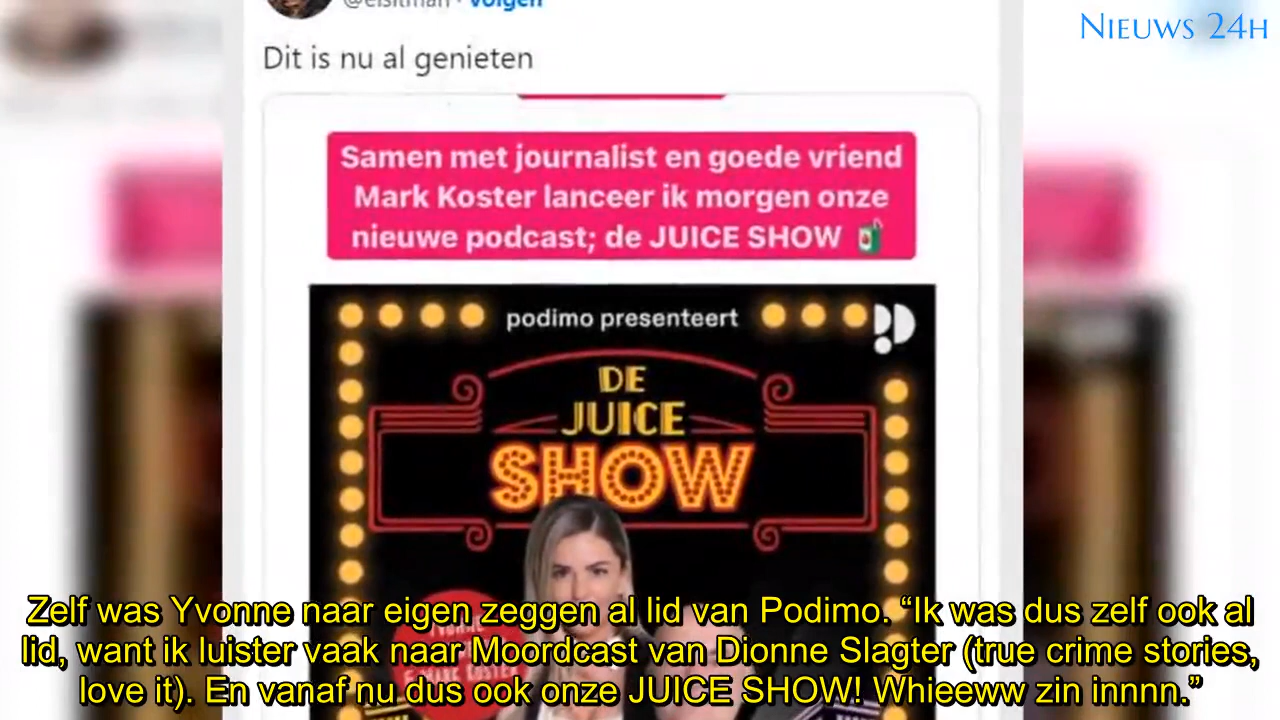 Nieuws 24h
Volgen
Dit is nu al genieten
Samen met journalist en goede vriend
Mark Koster lanceer ik morgen onze
nieuwe podcast; de JUICE SHOW 🧃
podimo presenteert
DE
JUICE
SHOW
Zelf was Yvonne naar eigen zeggen al lid van Podimo. “Ik was dus zelf ook al
lid, want ik luister vaak naar Moordcast van Dionne Slagter (true crime stories,
love it). En vanaf nu dus ook onze JUICE SHOW! Whieeww zin innnn.”